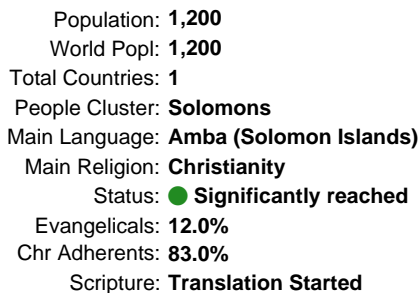 Population: 1,200
World Popl: 1,200
Total Countries: 1
People Cluster: Solomons
Main Language: Amba (Solomon Islands)
Main Religion: Christianity
Status: Significantly reached
Evangelicals: 12.0%
Chr Adherents: 83.0%
Scripture: Translation Started